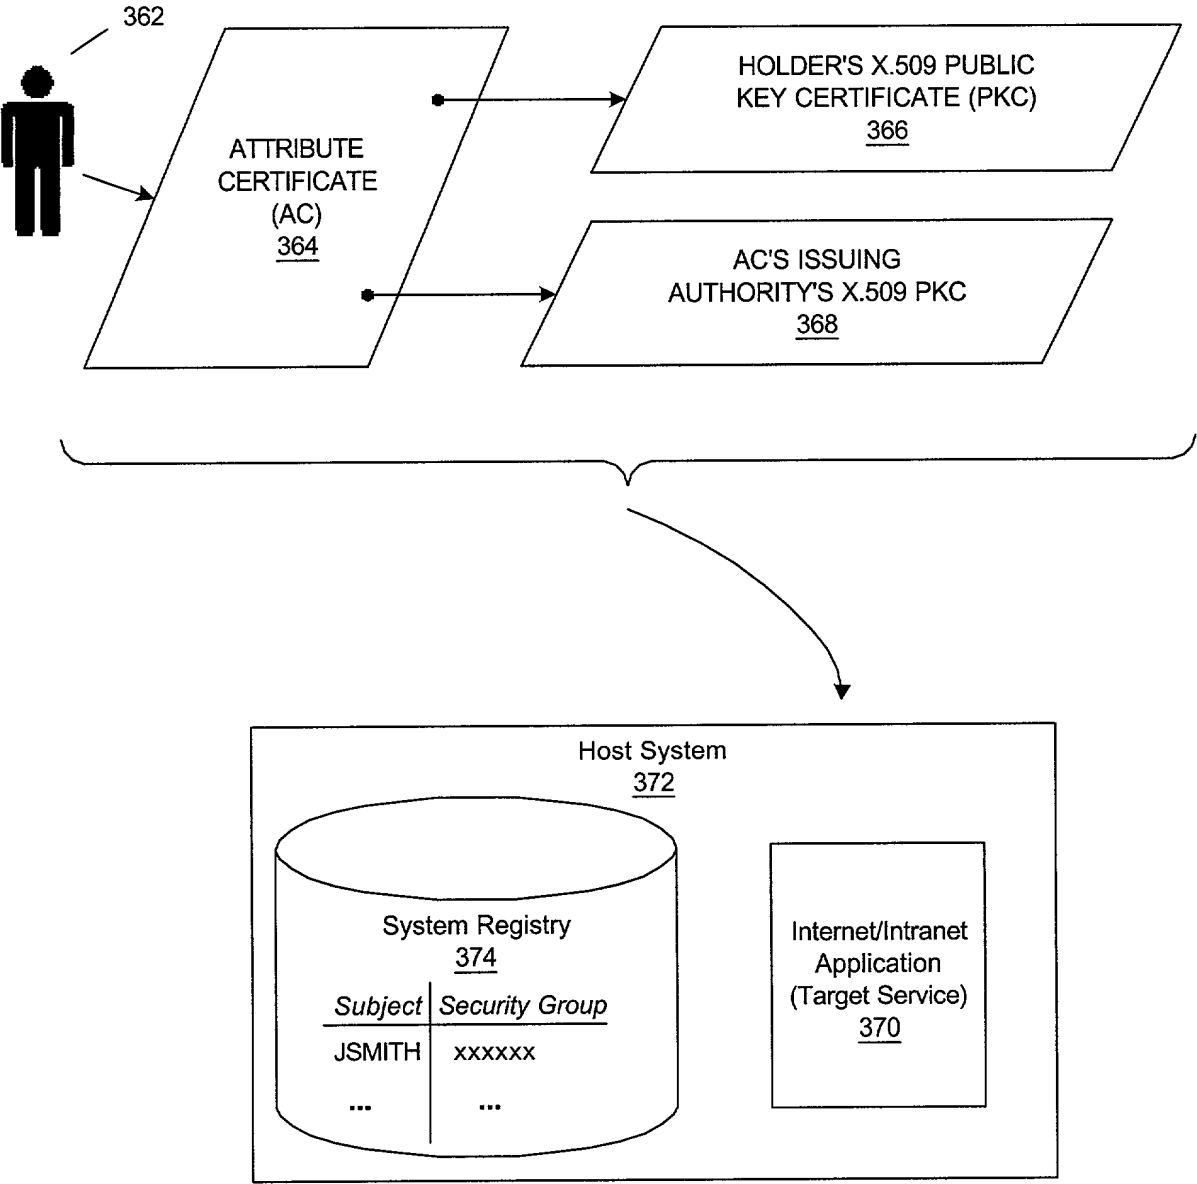 362
ATTRIBUTE
CERTIFICATE
(AC)
364
HOLDER'S X.509 PUBLIC
KEY CERTIFICATE (PKC)
366
AC'S ISSUING
AUTHORITY'S X.509 PKC
368
Host System
372
System Registry
374
Subject Security Group
JSMITH xxxxxx
... ...
Internet/Intranet
Application
(Target Service)
370